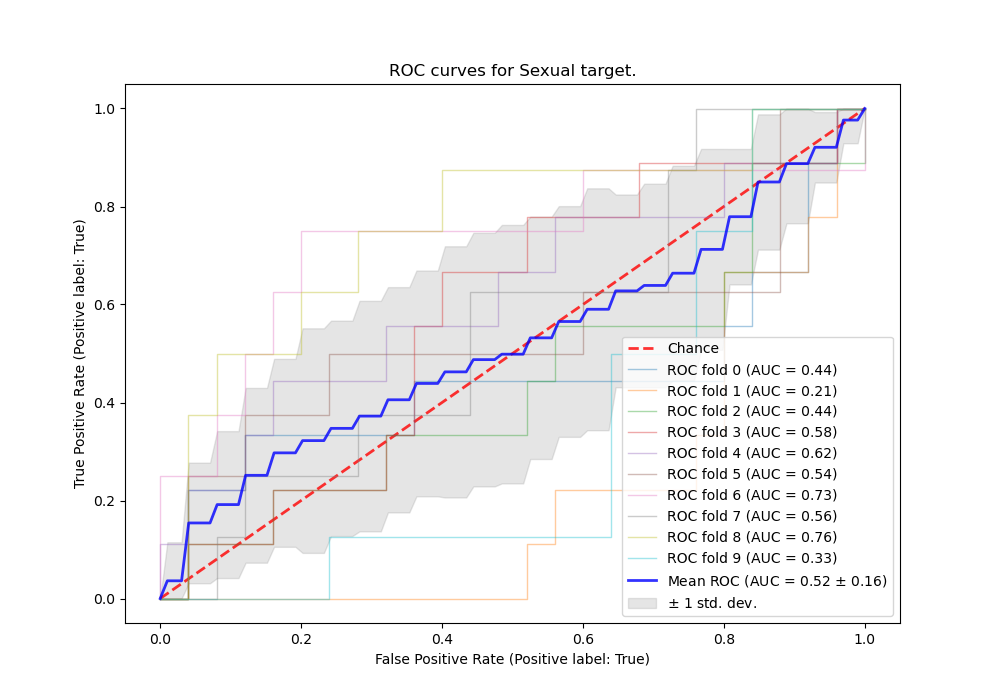 ROC curves for Sexual target.
True Positive Rate (Positive label: True)
1.0
0.8
0.6
0.4
0.2
0.0
Chance
ROC fold 0 (AUC = 0.44)
ROC fold 1 (AUC = 0.21)
ROC fold 2 (AUC = 0.44)
ROC fold 3 (AUC = 0.58)
ROC fold 4 (AUC = 0.62)
ROC fold 5 (AUC = 0.54)
ROC fold 6 (AUC = 0.73)
ROC fold 7 (AUC = 0.56)
ROC fold 8 (AUC = 0.76)
ROC fold 9 (AUC = 0.33)
Mean ROC (AUC = 0.52 ± 0.16)
± 1 std. dev.
0.0 0.2 0.4 0.6 0.8 1.0
False Positive Rate (Positive label: True)